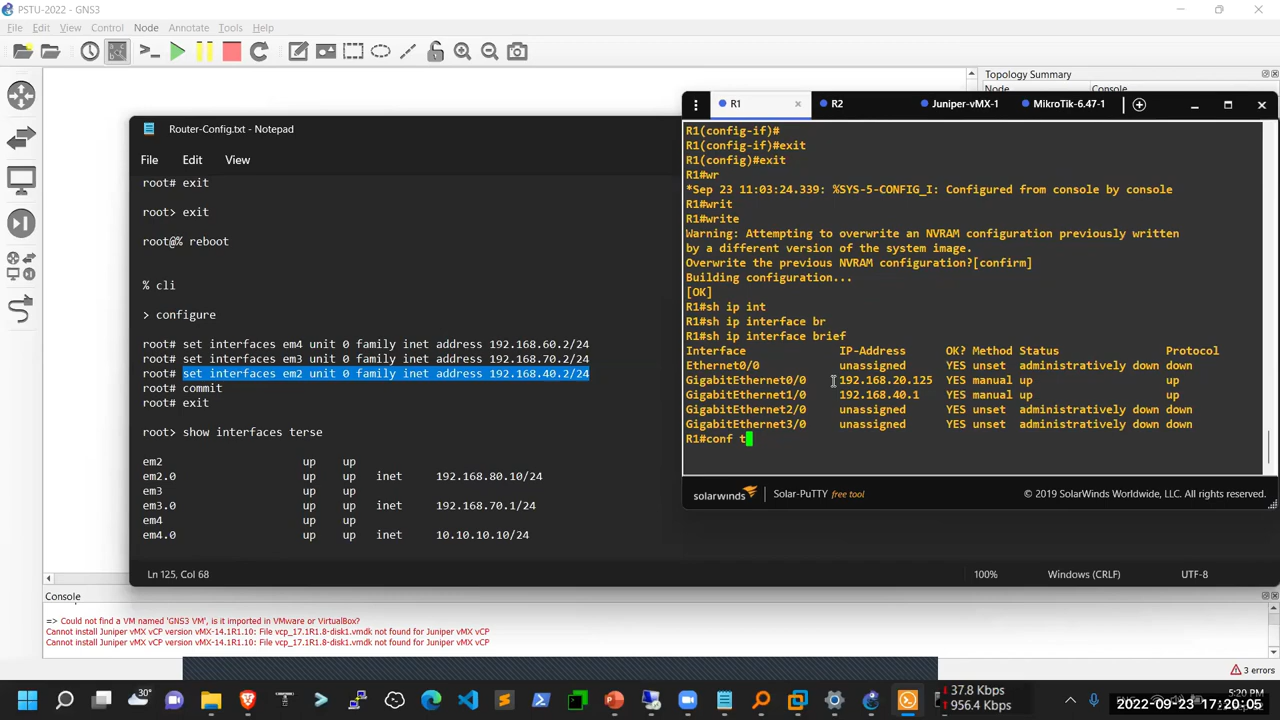 PSTU-2022 - GNS3
File Edit View Control Node Annotate Tools Help
Topology Summary
Node Console
Router-Config.txt - Notepad
File Edit View
root# exit
root> exit
root@% reboot
% cli
> configure
root# set interfaces em4 unit 0 family inet address 192.168.60.2/24
root# set interfaces em3 unit 0 family inet address 192.168.70.2/24
root# set interfaces em2 unit 0 family inet address 192.168.40.2/24
root# commit
root# exit
root> show interfaces terse
em2 up up
em2.0 up up inet 192.168.80.10/24
em3 up up
em3.0 up up inet 192.168.70.1/24
em4 up up
em4.0 up up inet 10.10.10.10/24
Ln 125, Col 68 100% Windows (CRLF) UTF-8
R1 R2 Juniper-vMX-1 MikroTik-6.47-1
R1(config-if)#
R1(config-if)#exit
R1(config)#exit
R1#wr
*Sep 23 11:03:24.339: %SYS-5-CONFIG_I: Configured from console by console
R1#writ
R1#write
Warning: Attempting to overwrite an NVRAM configuration previously written
by a different version of the system image.
Overwrite the previous NVRAM configuration?[confirm]
Building configuration...
[OK]
R1#sh ip int
R1#sh ip interface br
R1#sh ip interface brief
Interface IP-Address OK? Method Status Protocol
Ethernet0/0 unassigned YES unset administratively down down
GigabitEthernet0/0 192.168.20.125 YES manual up up
GigabitEthernet1/0 192.168.40.1 YES manual up up
GigabitEthernet2/0 unassigned YES unset administratively down down
GigabitEthernet3/0 unassigned YES unset administratively down down
R1#conf t
solarwinds Solar-PuTTY free tool © 2019 SolarWinds Worldwide, LLC. All rights reserved.
Console
=> Could not find a VM named 'GNS3 VM', is it imported in VMware or VirtualBox?
Cannot install Juniper vMX vCP version vMX-14.1R1.10: File vcp_17.1R1.8-disk1.vmdk not found for Juniper vMX vCP
Cannot install Juniper vMX vCP version vMX-14.1R1.10: File vcp_17.1R1.8-disk1.vmdk not found for Juniper vMX vCP
3 errors
30°
37.8 Kbps
956.4 Kbps
5:20 PM
2022-09-23 17:20:05